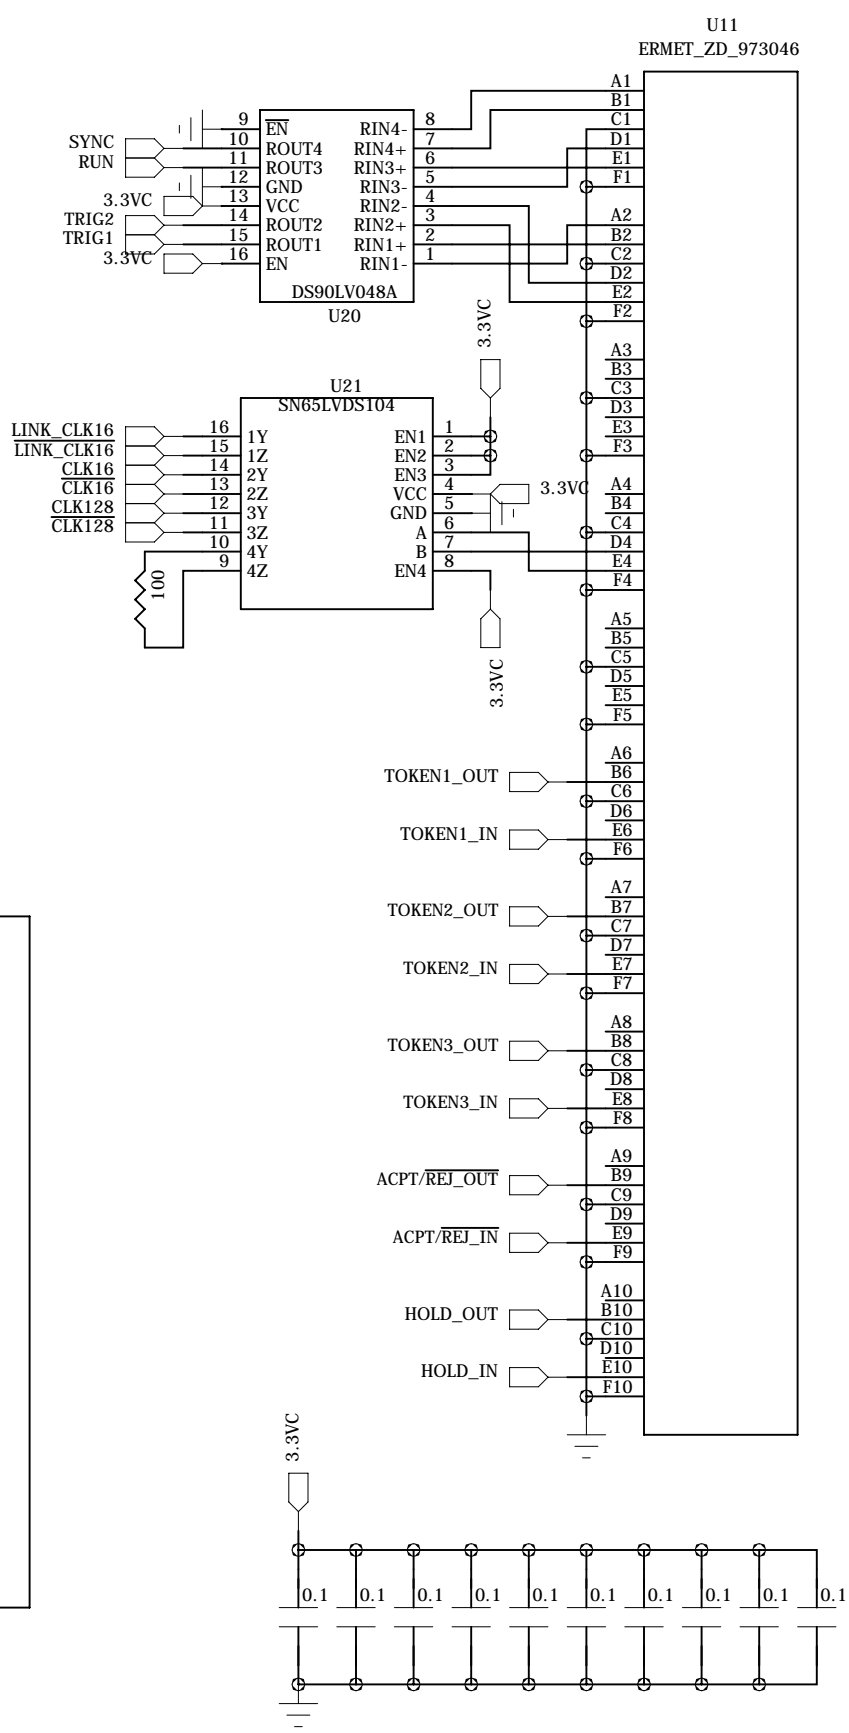 U11
ERMET_ZD_973046
A1
B1
C1
D1
E1
F1
A2
B2
C2
D2
E2
F2
A3
B3
C3
D3
E3
F3
A4
B4
C4
D4
E4
F4
A5
B5
C5
D5
E5
F5
A6
B6
C6
D6
E6
F6
A7
B7
C7
D7
E7
F7
A8
B8
C8
D8
E8
F8
A9
B9
C9
D9
E9
F9
A10
B10
C10
D10
E10
F10
SYNC
RUN
3.3VC
TRIG2
TRIG1
3.3VC
9 EN RIN4- 8
10 ROUT4 RIN4+ 7
11 ROUT3 RIN3+ 6
12 GND RIN3- 5
13 VCC RIN2- 4
14 ROUT2 RIN2+ 3
15 ROUT1 RIN1+ 2
16 EN RIN1- 1
DS90LV048A
U20
3.3VC
U21
SN65LVDS104
LINK_CLK16
LINK_CLK16
CLK16
CLK16
CLK128
CLK128
16 1Y EN1 1
15 1Z EN2 2
14 2Y EN3 3
13 2Z VCC 4
12 3Y GND 5
11 3Z A 6
10 4Y B 7
9 4Z EN4 8
3.3VC
100
3.3VC
TOKEN1_OUT
TOKEN1_IN
TOKEN2_OUT
TOKEN2_IN
TOKEN3_OUT
TOKEN3_IN
ACPT/REJ_OUT
ACPT/REJ_IN
HOLD_OUT
HOLD_IN
3.3VC
0.1 0.1 0.1 0.1 0.1 0.1 0.1 0.1 0.1 0.1